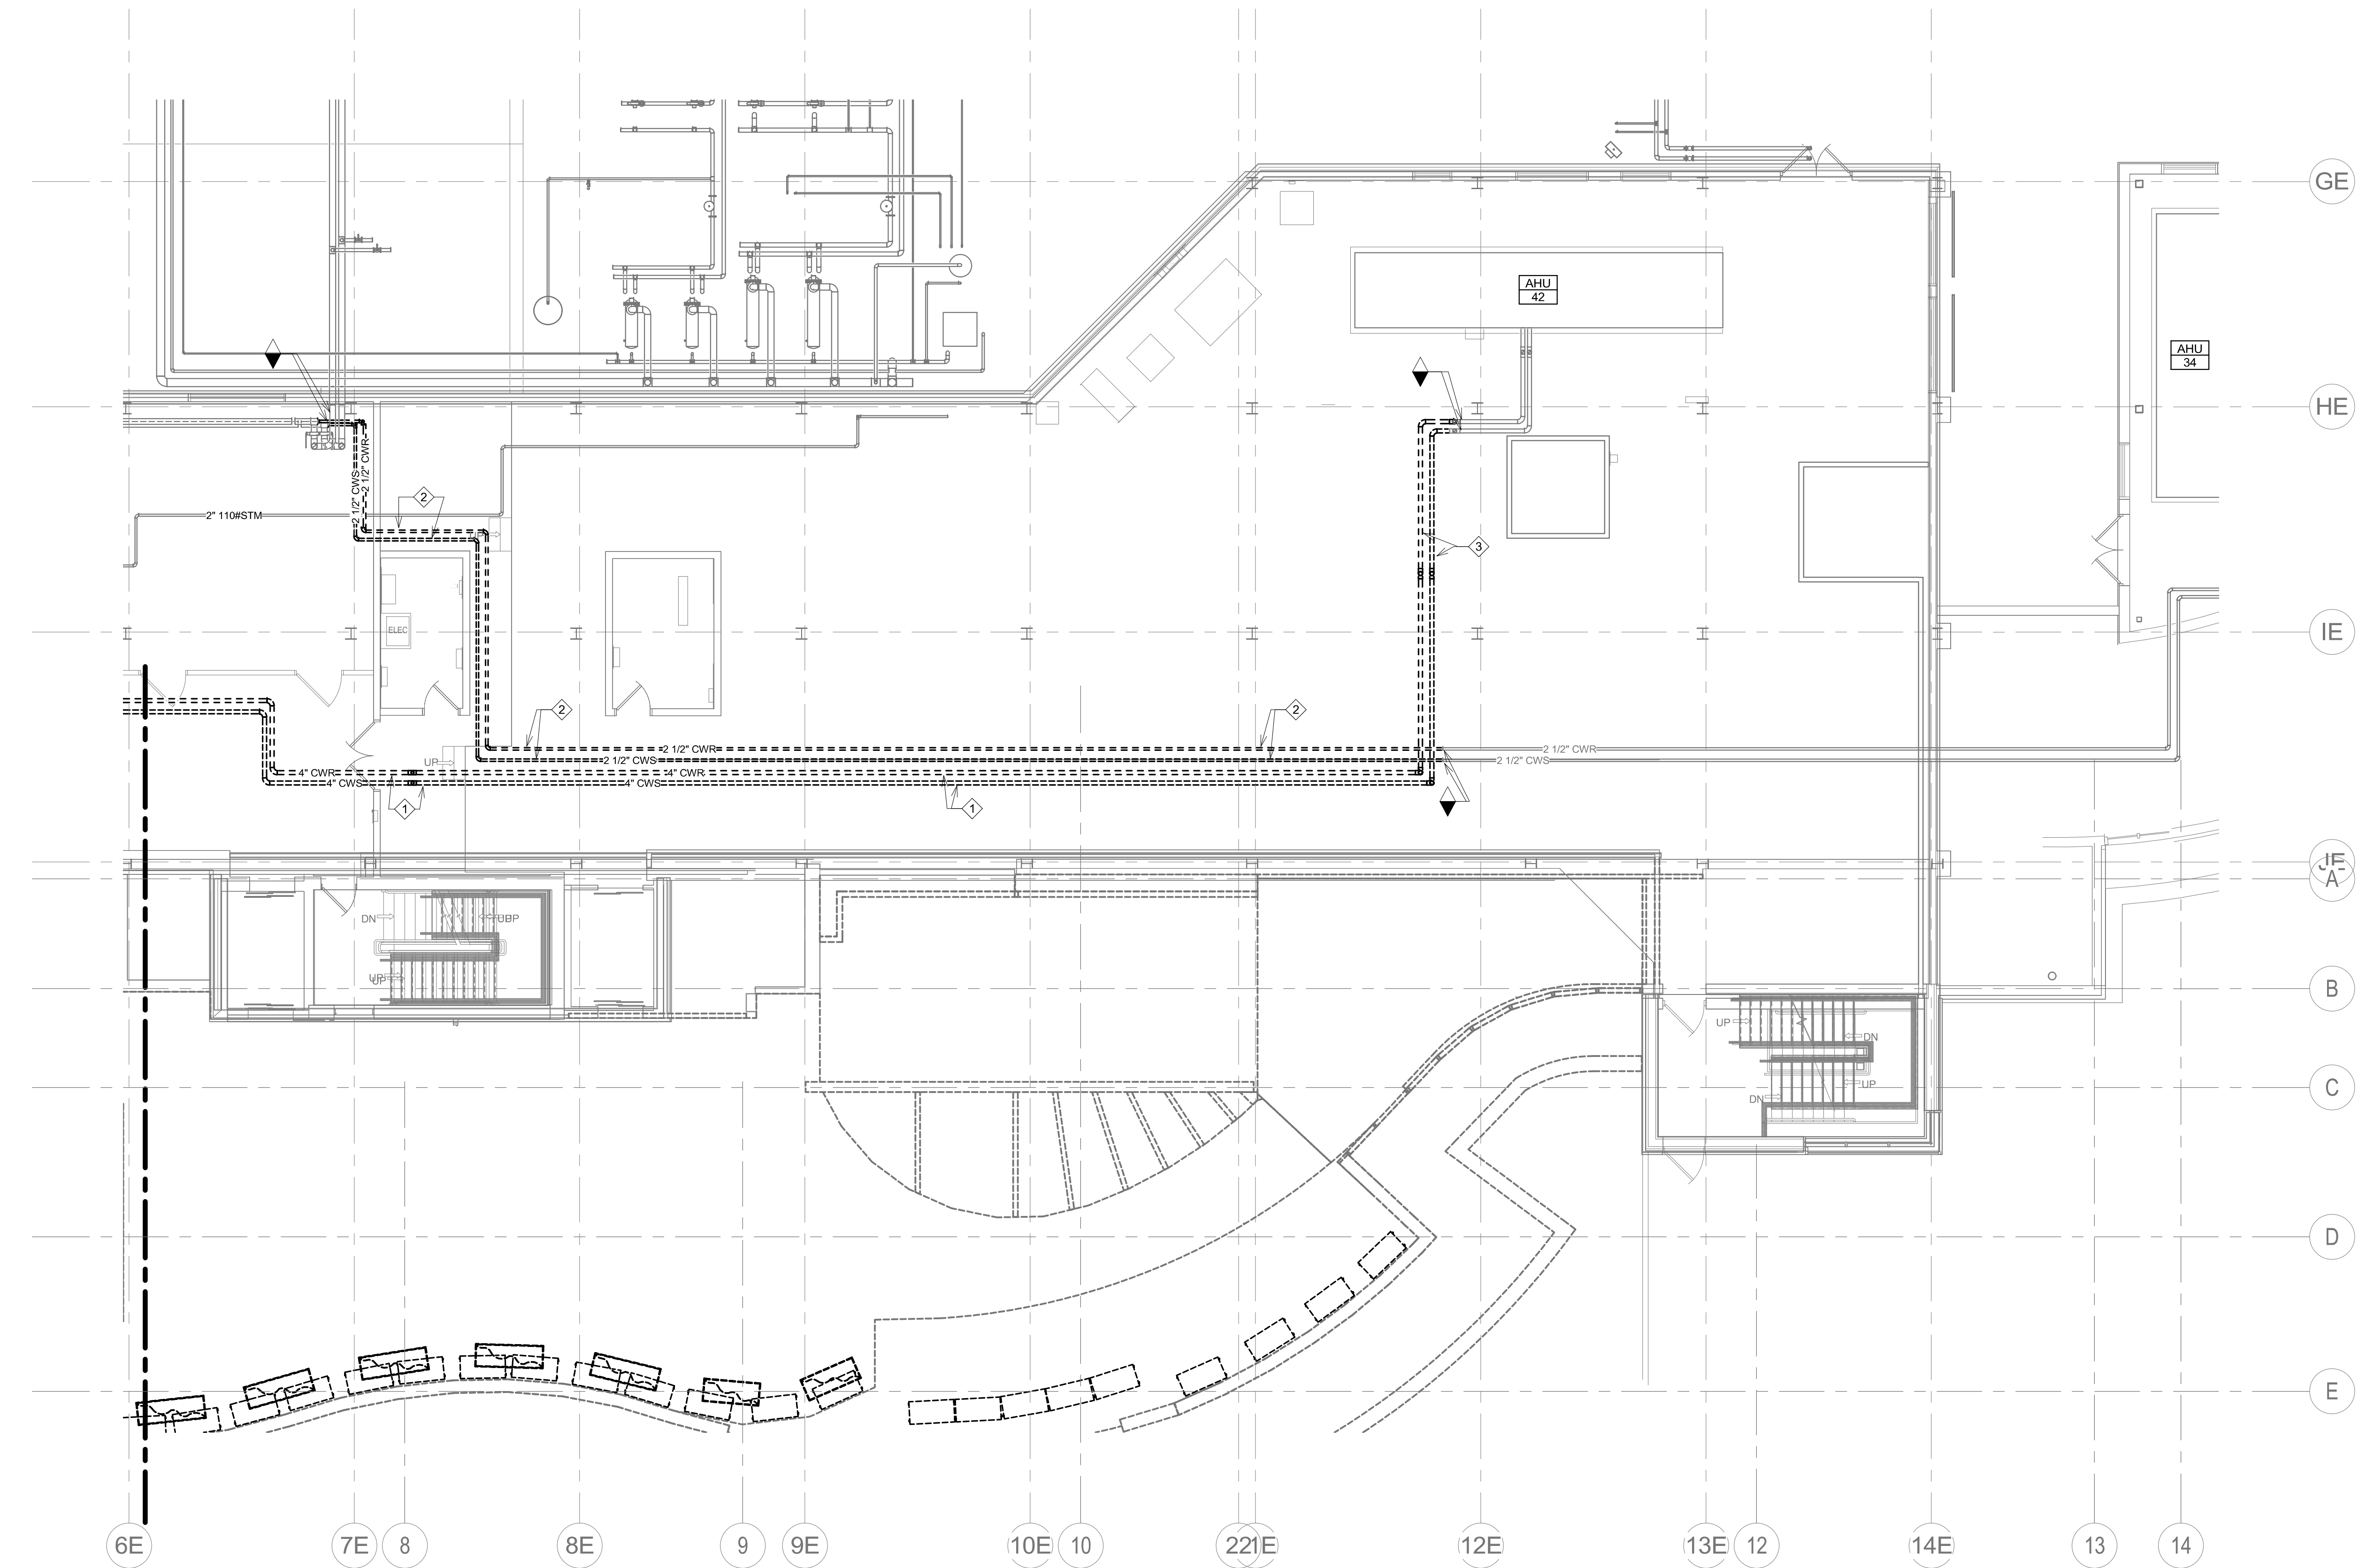 GE
AHU
42
AHU
34
HE
2 1/2" CWS
2 1/2" CWR
2
2" 110#STM
3
ELEC
IE
2
2
2 1/2" CWR
2 1/2" CWR
2 1/2" CWS
2 1/2" CWS
UP
4" CWR
4" CWR
4" CWS
4" CWS
1
1
JE
A
DN
UP
UP
UP
UP
B
UP
DN
UP
DN
C
D
E
6E
7E
8
8E
9
9E
10E
10
12E
13E
12
14E
13
14